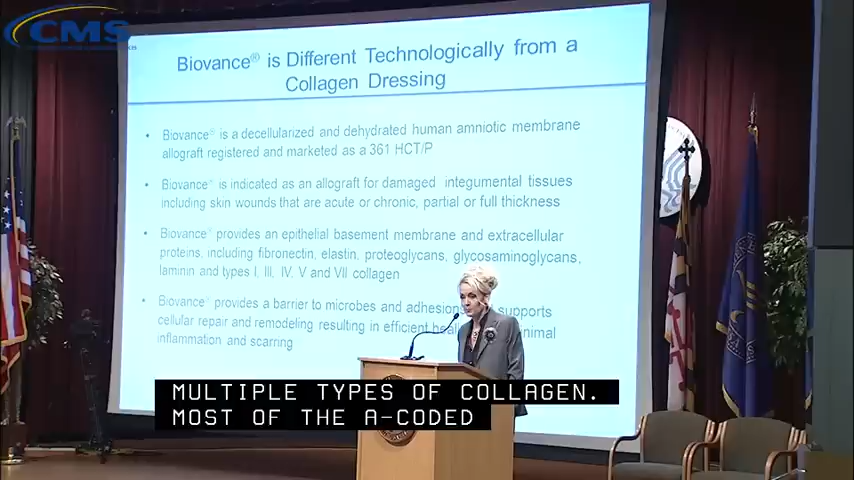 CMS
Biovance® is Different Technologically from a
Collagen Dressing
• Biovance® is a decellularized and dehydrated human amniotic membrane
allograft registered and marketed as a 361 HCT/P
• Biovance® is indicated as an allograft for damaged integumental tissues
including skin wounds that are acute or chronic, partial or full thickness
• Biovance® provides an epithelial basement membrane and extracellular
proteins, including fibronectin, elastin, proteoglycans, glycosaminoglycans,
laminin and types I, III, IV, V and VII collagen
• Biovance® provides a barrier to microbes and adhesions supports
cellular repair and remodeling resulting in efficient
inflammation and scarring
MULTIPLE TYPES OF COLLAGEN.
MOST OF THE A-CODED